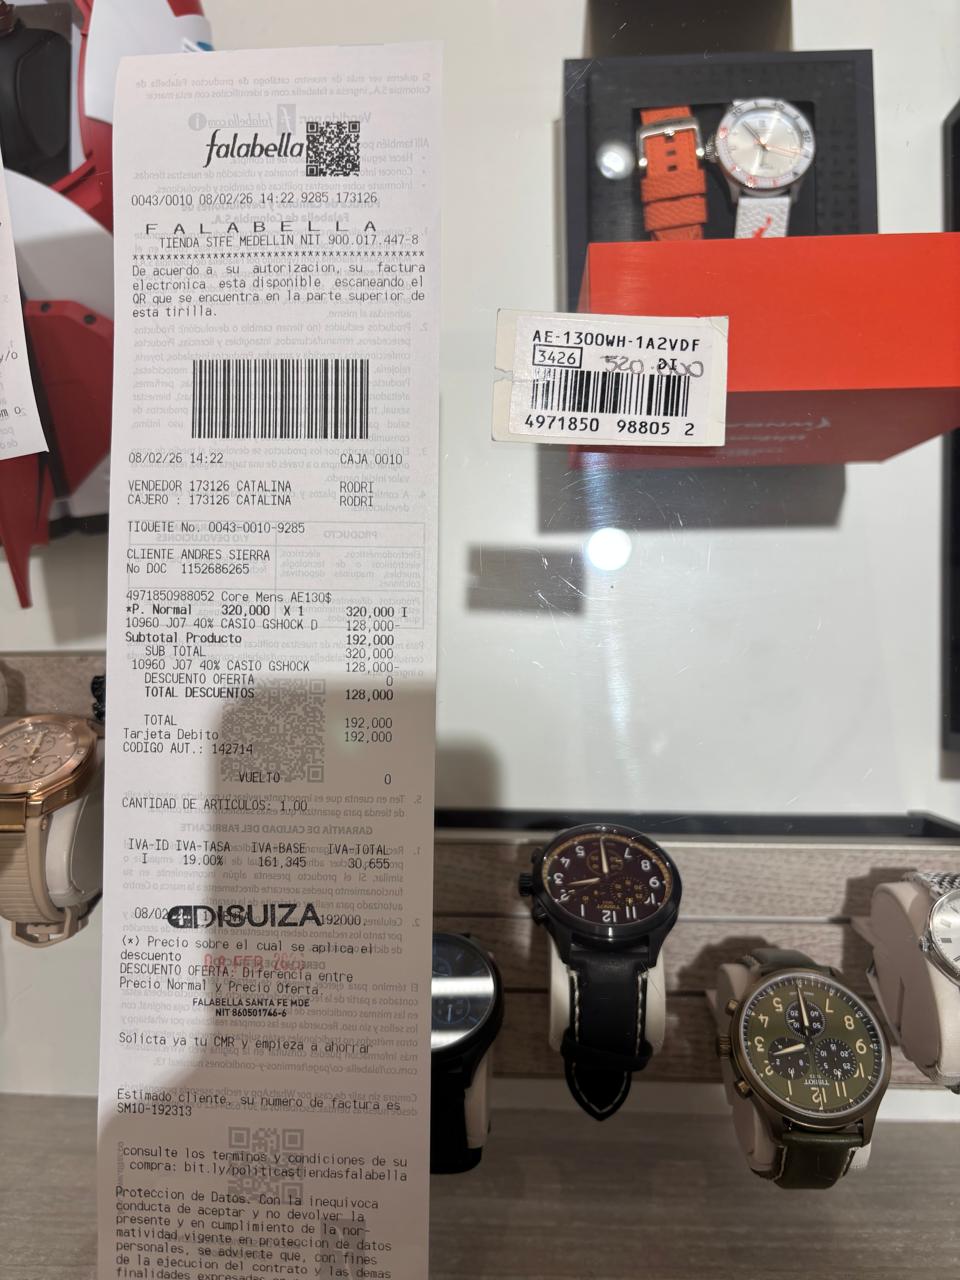 falabella
0043/0010 08/02/26 14:22 9285 173126
F A L A B E L L A
TIENDA STFE MEDELLIN NIT 900.017.447-8
******************************************
De acuerdo a su autorizacion, su factura
electronica esta disponible, escaneando el
QR que se encuentra en la parte superior de
esta tirilla.
08/02/26 14:22 CAJA 0010
VENDEDOR 173126 CATALINA RODRI
CAJERO : 173126 CATALINA RODRI
TIQUETE No. 0043-0010-9285
CLIENTE ANDRES SIERRA
No DOC 1152686265
4971850988052 Core Mens AE130$
*P. Normal 320,000 X 1 320,000 I
10960 J07 40% CASIO GSHOCK D 128,000-
Subtotal Producto 192,000
SUB TOTAL 320,000
10960 J07 40% CASIO GSHOCK 128,000-
DESCUENTO OFERTA 0
TOTAL DESCUENTOS 128,000
TOTAL 192,000
Tarjeta Debito 192,000
CODIGO AUT.: 142714
VUELTO 0
CANTIDAD DE ARTICULOS: 1.00
IVA-ID IVA-TASA IVA-BASE IVA-TOTAL
I 19.00% 161,345 30,655
08/02 DISUIZA 192000,
(*) Precio sobre el cual se aplica el
descuento
DESCUENTO OFERTA: Diferencia entre
Precio Normal y Precio Oferta.
FALABELLA SANTA FE MDE
NIT 860501746-6
Solicita ya tu CMR y empieza a ahorrar
Estimado cliente, su numero de factura es
SM10-192313
consulte los terminos y condiciones de su
compra: bit.ly/politicastiendasfalabella
Proteccion de Datos. Con la inequivoca
conducta de aceptar y no devolver la
presente y en cumplimiento de la nor-
matividad vigente en proteccion de datos
personales, se advierte que, con fines
de la ejecucion del contrato y las demas
finalidades expresadas
AE-1300WH-1A2VDF
3426 320.000 DI
4971850 98805 2
TISSOT